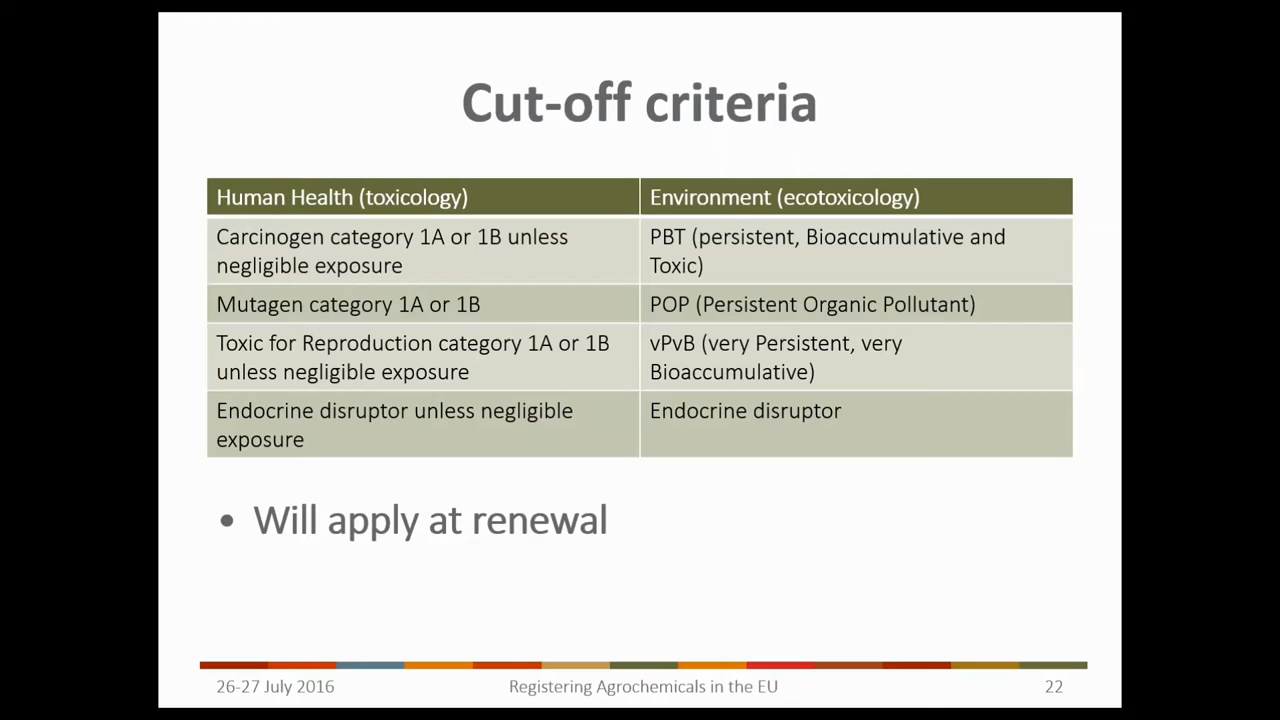 Cut-off criteria
Human Health (toxicology)
Environment (ecotoxicology)
Carcinogen category 1A or 1B unless
negligible exposure
PBT (persistent, Bioaccumulative and
Toxic)
Mutagen category 1A or 1B
POP (Persistent Organic Pollutant)
Toxic for Reproduction category 1A or 1B
unless negligible exposure
vPvB (very Persistent, very
Bioaccumulative)
Endocrine disruptor unless negligible
exposure
Endocrine disruptor
• Will apply at renewal
26-27 July 2016
Registering Agrochemicals in the EU
22